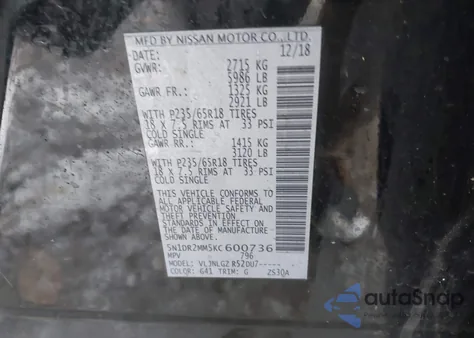 MFD BY NISSAN MOTOR CO., LTD
DATE: 12/18
GVWR: 2715 KG
5986 LB
GAWR FR.: 1325 KG
2921 LB
WITH P235/65R18 TIRES
18 X 7.5 RIMS AT 33 PSI
COLD SINGLE
GAWR RR.: 1415 KG
3120 LB
WITH P235/65R18 TIRES
18 X 7.5 RIMS AT 33 PSI
COLD SINGLE
THIS VEHICLE CONFORMS TO
ALL APPLICABLE FEDERAL
MOTOR VEHICLE SAFETY AND
THEFT PREVENTION
STANDARDS IN EFFECT ON
THE DATE OF MANUFACTURE
SHOWN ABOVE.
5N1DR2MM5KC600736
MPV 796
MODEL: VLJNLGZ R52DU7-----
COLOR: G41 TRIM: G ZS3QA
autoSnap